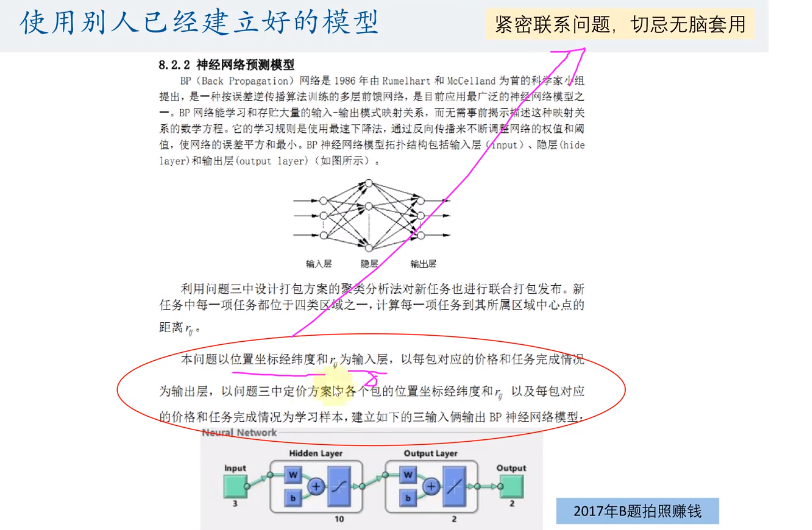 使用别人已经建立好的模型
紧密联系问题，切忌无脑套用
8.2.2 神经网络预测模型
BP（Back Propagation）网络是 1986 年由 Rumelhart 和 McCelland 为首的科学家小组
提出，是一种按误差逆传播算法训练的多层前馈网络，是目前应用最广泛的神经网络模型之
一。BP 网络能学习和存贮大量的输入-输出模式映射关系，而无需事前揭示描述这种映射关
系的数学方程。它的学习规则是使用最速下降法，通过反向传播来不断调整网络的权值和阈
值，使网络的误差平方和最小。BP 神经网络模型拓扑结构包括输入层（input）、隐层(hide
layer)和输出层(output layer)（如图所示）。
输入层 隐层 输出层
利用问题三中设计打包方案的聚类分析法对新任务也进行联合打包发布。新
任务中每一项任务都位于四类区域之一，计算每一项任务到其所属区域中心点的
距离 rij。
本问题以位置坐标经纬度和 rij 为输入层，以每包对应的价格和任务完成情况
为输出层，以问题三中定价方案中各个包的位置坐标经纬度和 rij 以及每包对应
的价格和任务完成情况为学习样本，建立如下的三输入俩输出 BP 神经网络模型：
Neural Network
Hidden Layer Output Layer
Input Output
W W
b b
3 10 2 2
2017年B题拍照赚钱